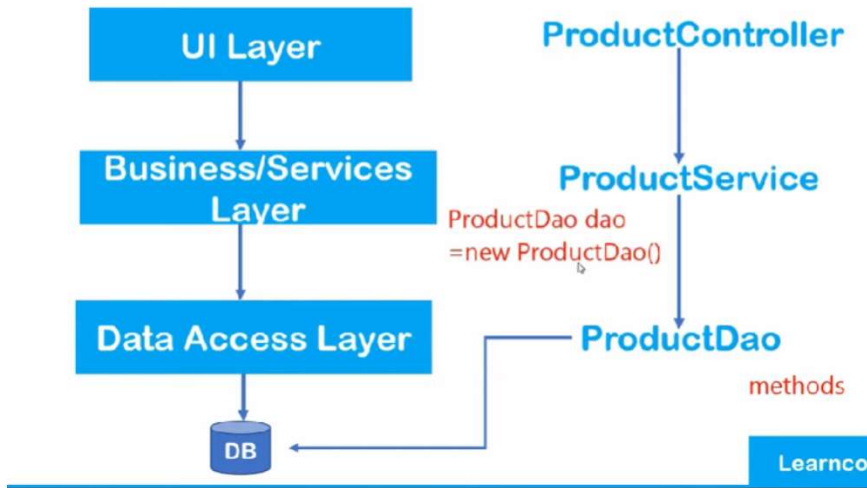 UI Layer
ProductController
Business/Services
Layer
ProductService
ProductDao dao
=new ProductDao()
Data Access Layer
ProductDao
methods
DB
Learnco